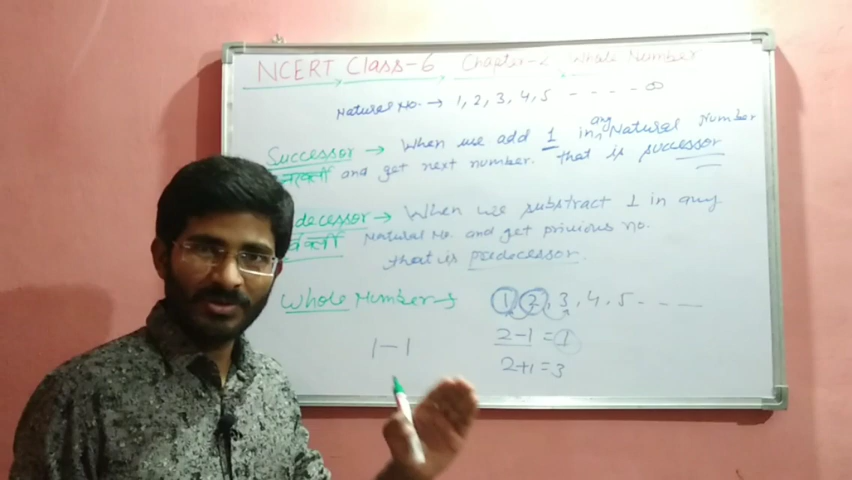 NCERT Class-6 Chapter-2 Whole Number
Natural No. → 1, 2, 3, 4, 5 - - - - - ∞
Successor → When we add 1 in any Natural Number
and get next number. that is successor
decessor → When we substract 1 in any
Natural No. and get privious no.
that is predecessor.
Whole Number → 1, 2, 3, 4, 5 - - - —
2-1 = 1
1-1
2+1 = 3